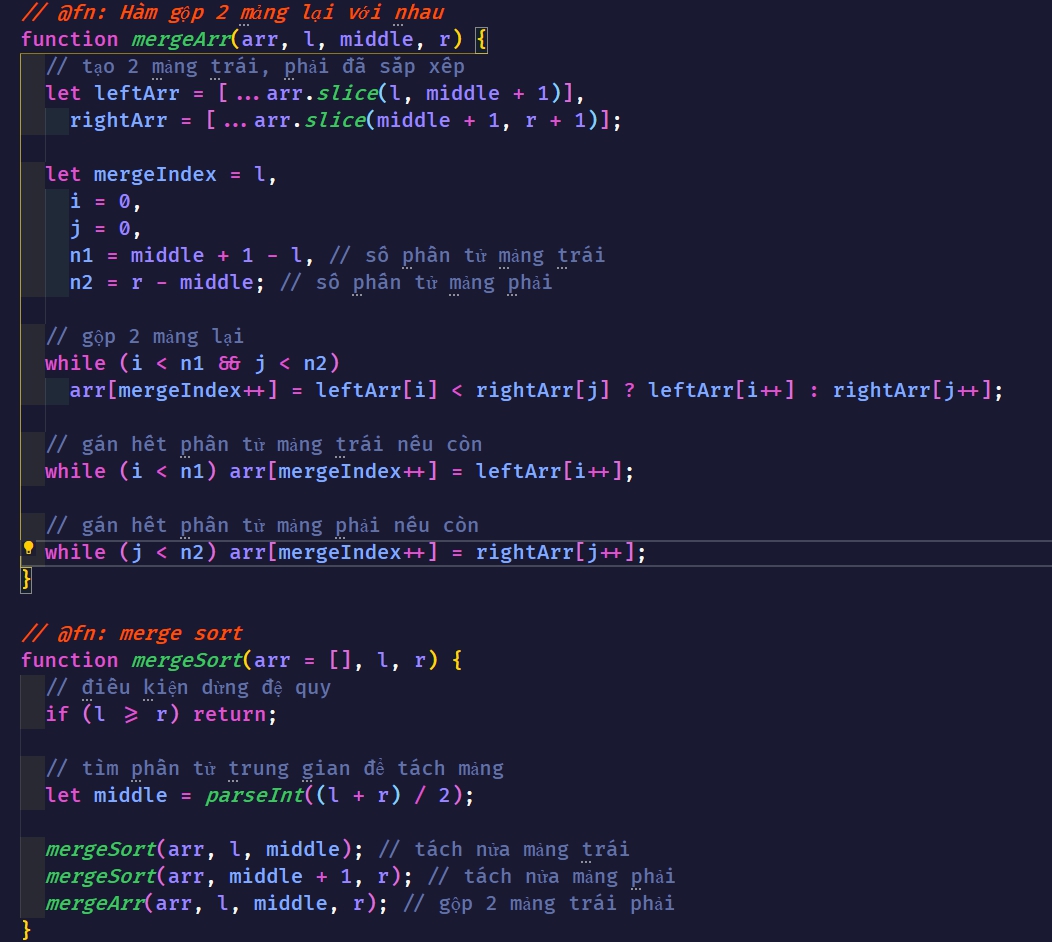 // @fn: Hàm gộp 2 mảng lại với nhau
function mergeArr(arr, l, middle, r) {
// tạo 2 mảng trái, phải đã sắp xếp
let leftArr = [...arr.slice(l, middle + 1)],
rightArr = [...arr.slice(middle + 1, r + 1)];
let mergeIndex = l,
i = 0,
j = 0,
n1 = middle + 1 - l, // số phần tử mảng trái
n2 = r - middle; // số phần tử mảng phải
// gộp 2 mảng lại
while (i < n1 && j < n2)
arr[mergeIndex++] = leftArr[i] < rightArr[j] ? leftArr[i++] : rightArr[j++];
// gán hết phần tử mảng trái nếu còn
while (i < n1) arr[mergeIndex++] = leftArr[i++];
// gán hết phần tử mảng phải nếu còn
while (j < n2) arr[mergeIndex++] = rightArr[j++];
}
// @fn: merge sort
function mergeSort(arr = [], l, r) {
// điều kiện dừng đệ quy
if (l >= r) return;
// tìm phần tử trung gian để tách mảng
let middle = parseInt((l + r) / 2);
mergeSort(arr, l, middle); // tách nửa mảng trái
mergeSort(arr, middle + 1, r); // tách nửa mảng phải
mergeArr(arr, l, middle, r); // gộp 2 mảng trái phải
}